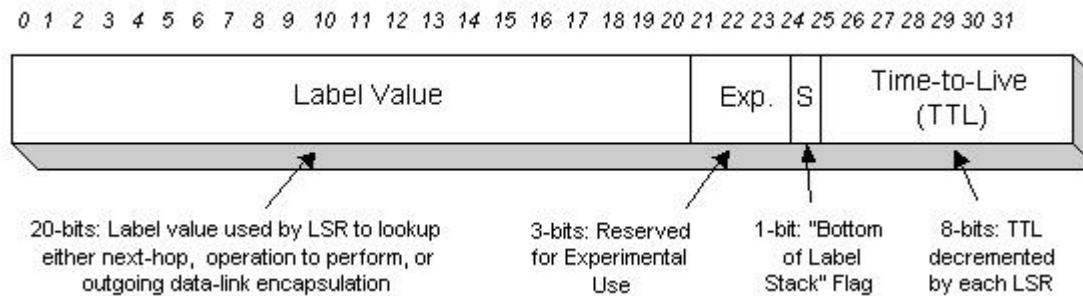 0 1 2 3 4 5 6 7 8 9 10 11 12 13 14 15 16 17 18 19 20 21 22 23 24 25 26 27 28 29 30 31
Label Value
Exp.
S
Time-to-Live
(TTL)
20-bits: Label value used by LSR to lookup
either next-hop, operation to perform, or
outgoing data-link encapsulation
3-bits: Reserved
for Experimental
Use
1-bit: "Bottom
of Label
Stack" Flag
8-bits: TTL
decremented
by each LSR